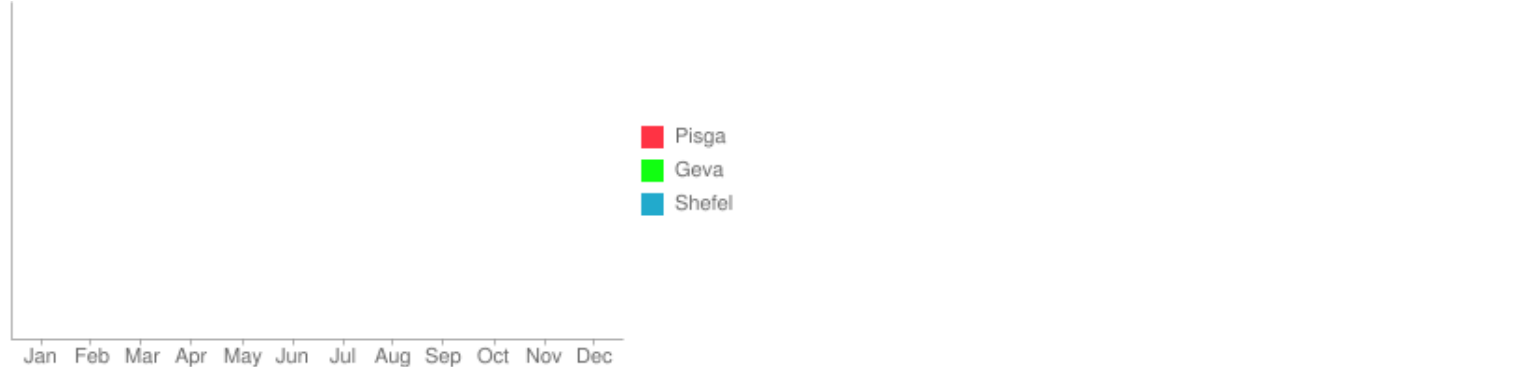 Pisga
Geva
Shefel
Jan Feb Mar Apr May Jun Jul Aug Sep Oct Nov Dec